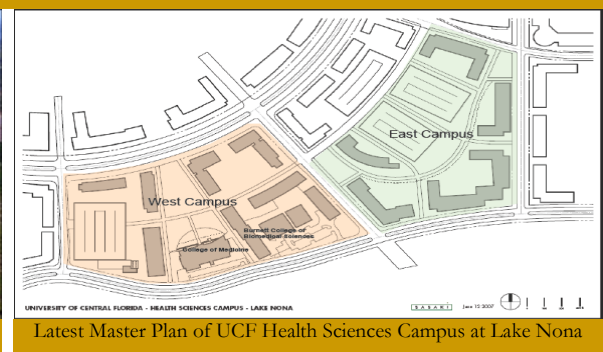 East Campus
West Campus
Burnett College of
Biomedical Sciences
College of Medicine
UNIVERSITY OF CENTRAL FLORIDA - HEALTH SCIENCES CAMPUS - LAKE NONA
SASAKI
June 12 2007
Latest Master Plan of UCF Health Sciences Campus at Lake Nona